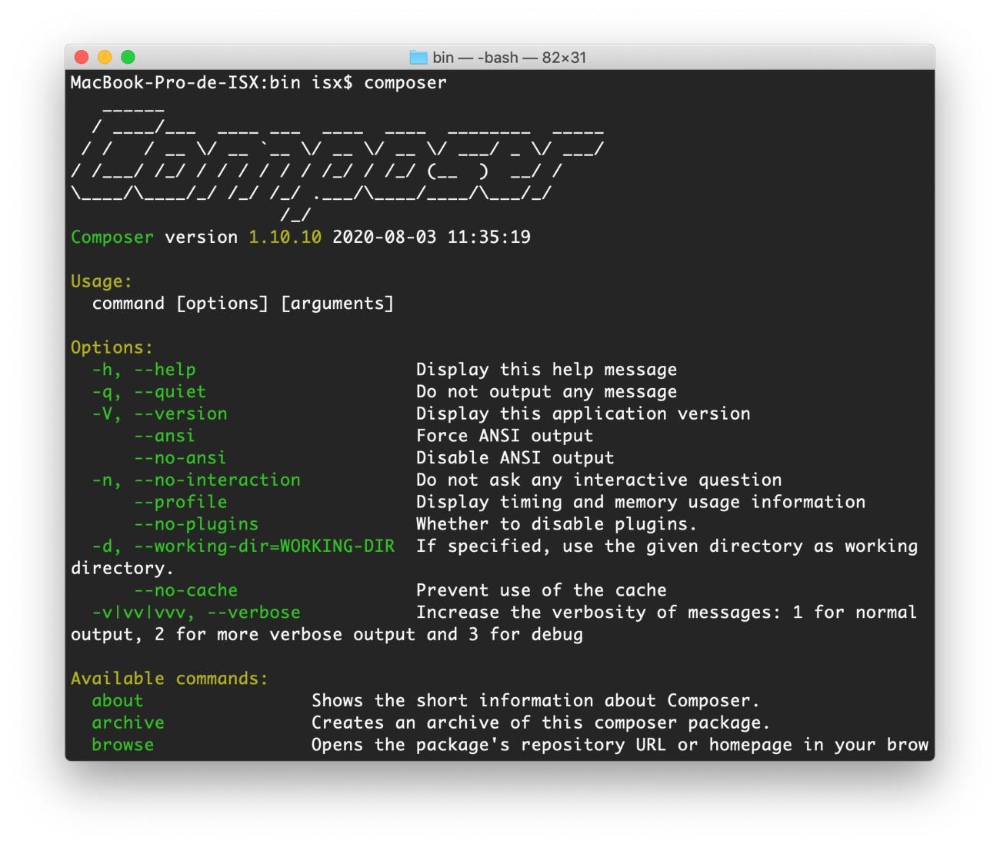 bin — -bash — 82×31
MacBook-Pro-de-ISX:bin isx$ composer
   ______
  / ____/___  ____ ___  ____  ____  ________  _____
 / /   / __ \/ __ `__ \/ __ \/ __ \/ ___/ _ \/ ___/
/ /___/ /_/ / / / / / / /_/ / /_/ (__  )  __/ /
\____/\____/_/ /_/ /_/ .___/\____/____/\___/_/
                    /_/
Composer version 1.10.10 2020-08-03 11:35:19
Usage:
  command [options] [arguments]
Options:
  -h, --help                     Display this help message
  -q, --quiet                    Do not output any message
  -V, --version                  Display this application version
      --ansi                     Force ANSI output
      --no-ansi                  Disable ANSI output
  -n, --no-interaction           Do not ask any interactive question
      --profile                  Display timing and memory usage information
      --no-plugins               Whether to disable plugins.
  -d, --working-dir=WORKING-DIR  If specified, use the given directory as working
directory.
      --no-cache                 Prevent use of the cache
  -v|vv|vvv, --verbose           Increase the verbosity of messages: 1 for normal
output, 2 for more verbose output and 3 for debug
Available commands:
  about                Shows the short information about Composer.
  archive              Creates an archive of this composer package.
  browse               Opens the package's repository URL or homepage in your brow